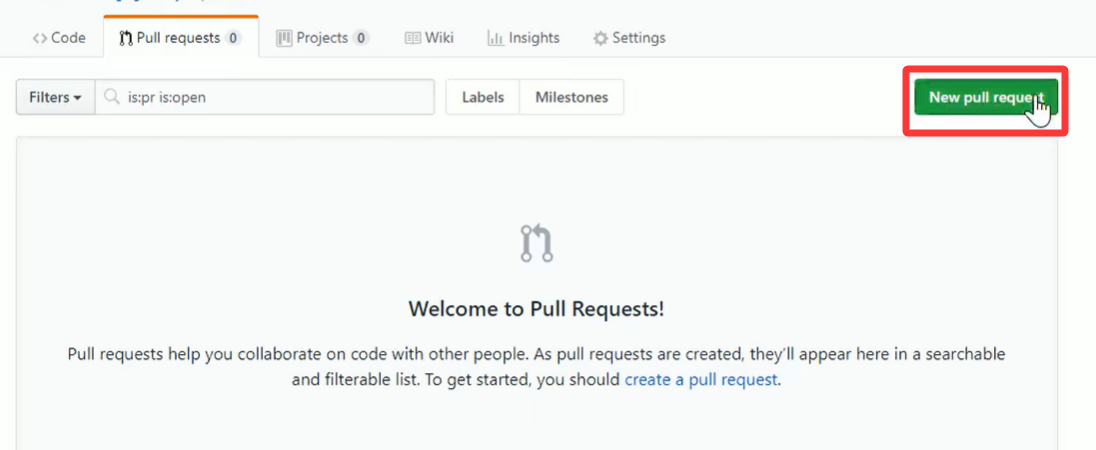 Code Pull requests 0 Projects 0 Wiki Insights Settings
Filters is:pr is:open Labels Milestones New pull request
Welcome to Pull Requests!
Pull requests help you collaborate on code with other people. As pull requests are created, they'll appear here in a searchable
and filterable list. To get started, you should create a pull request.